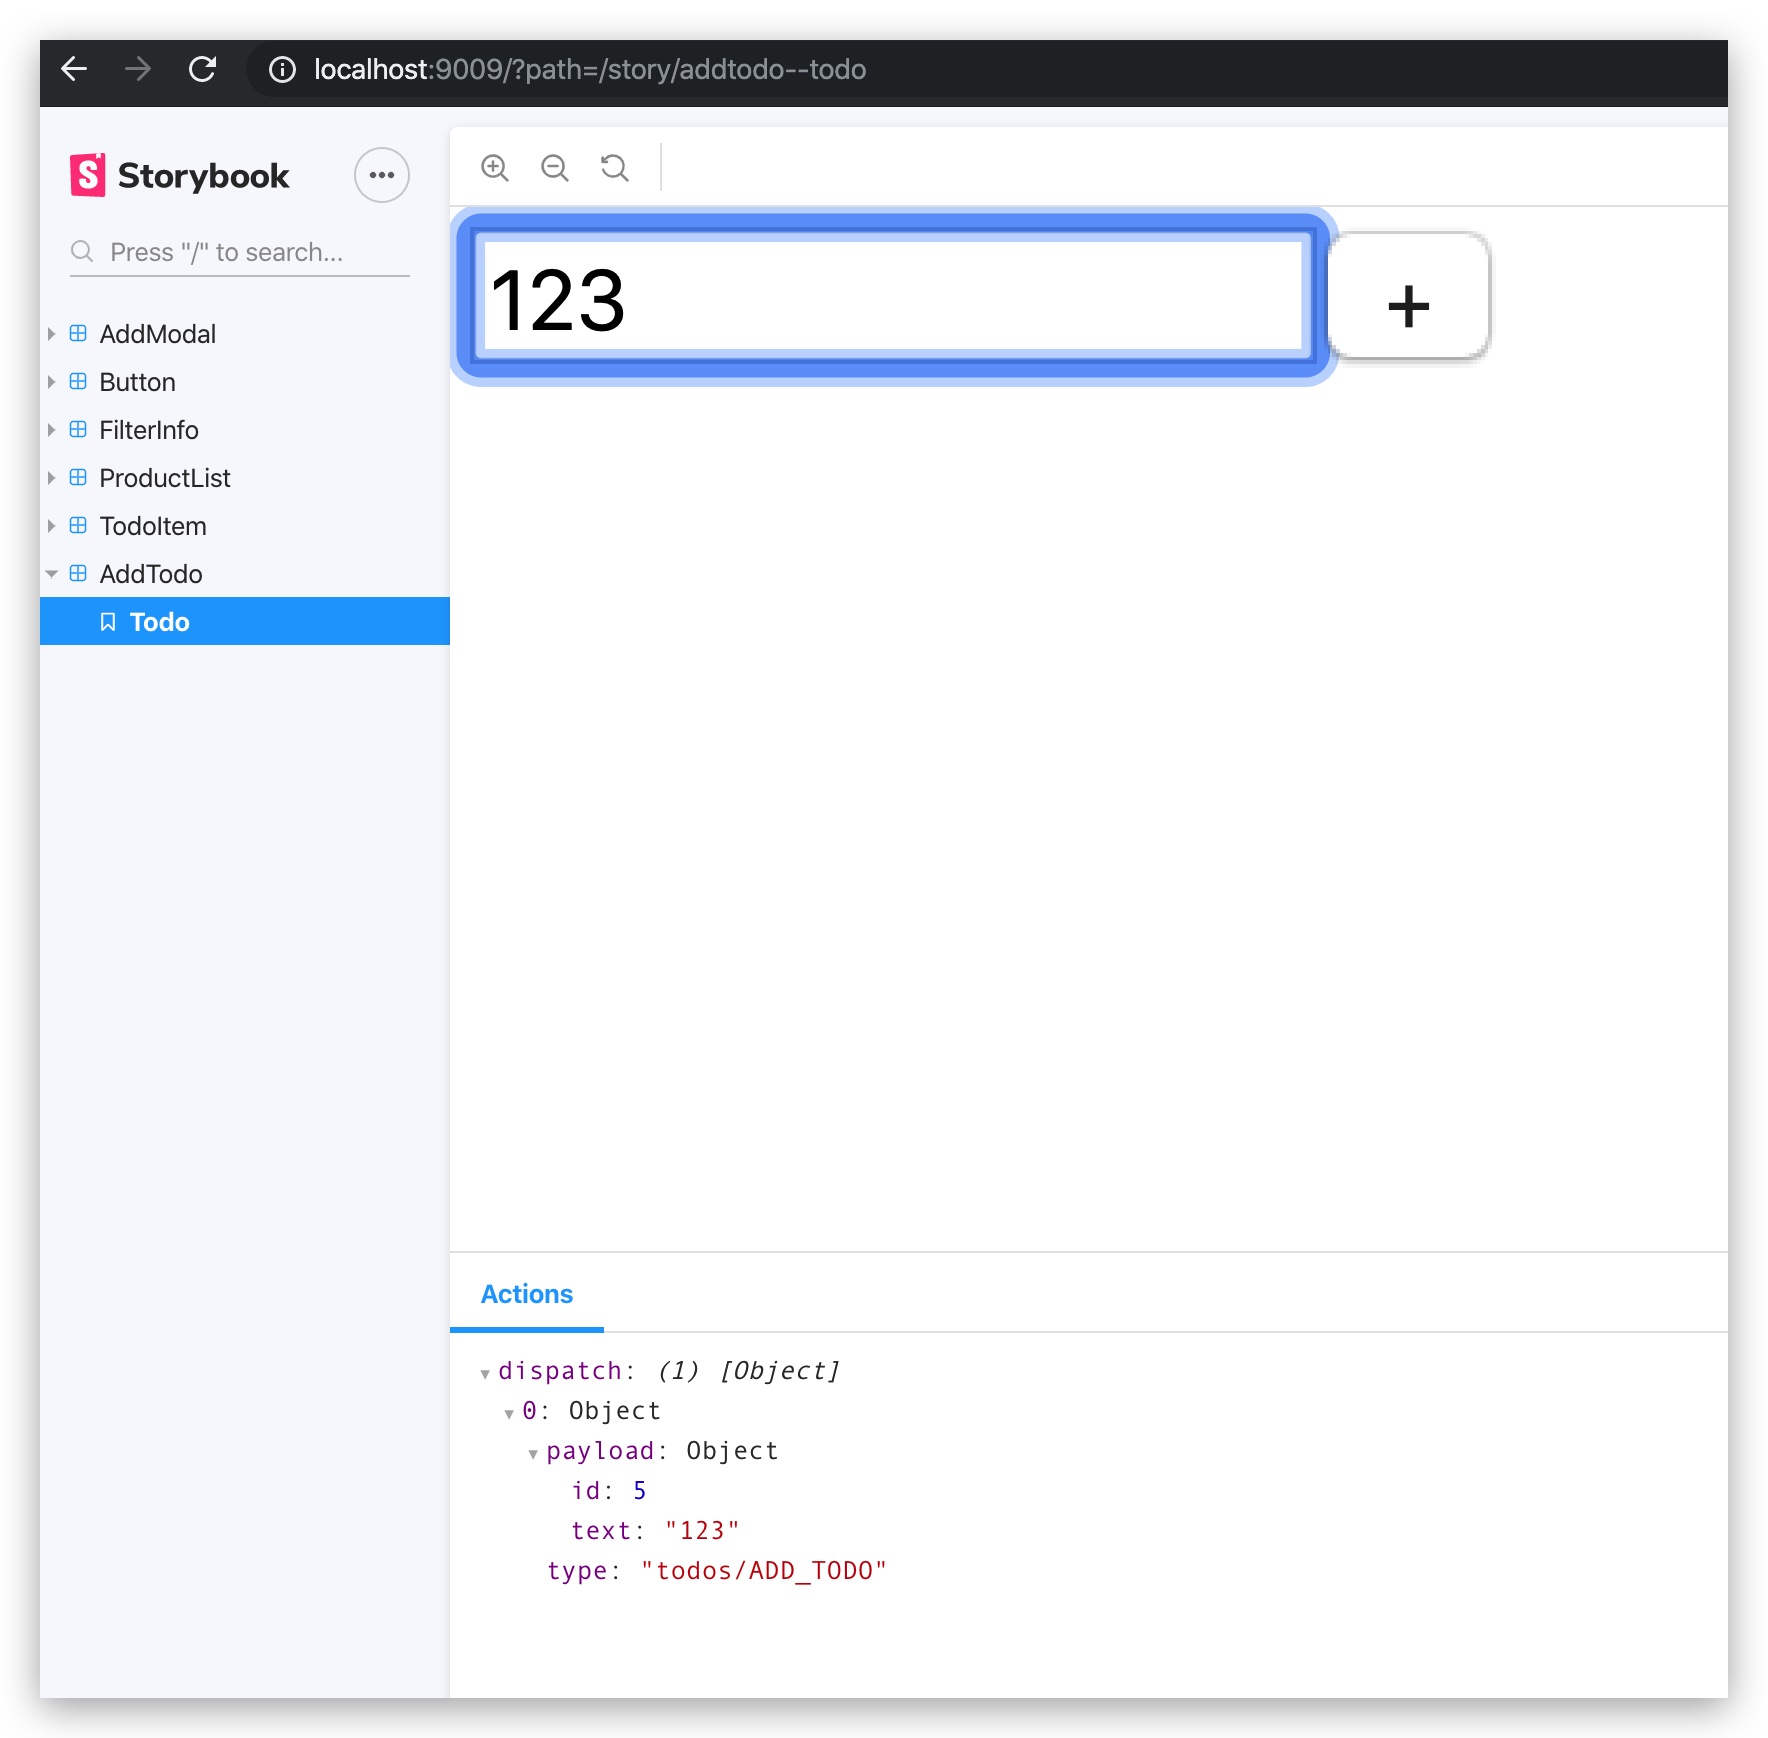 localhost:9009/?path=/story/addtodo--todo
Storybook
Press "/" to search...
AddModal
Button
FilterInfo
ProductList
TodoItem
AddTodo
Todo
123
+
Actions
dispatch: (1) [Object]
0: Object
payload: Object
id: 5
text: "123"
type: "todos/ADD_TODO"